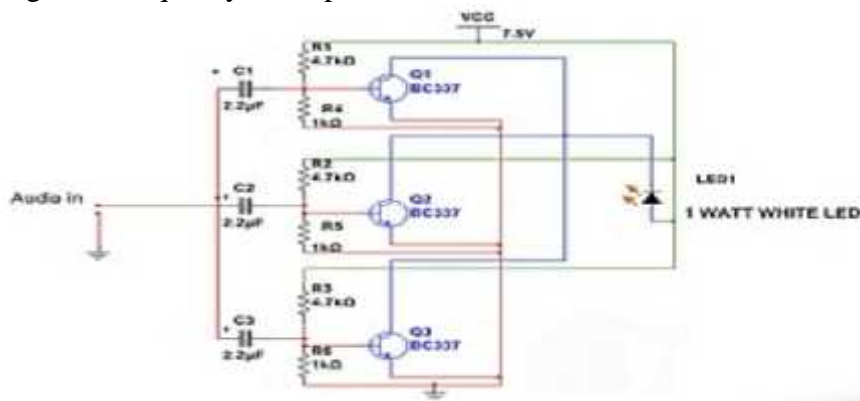 VCC
7.5V
R1
4.7kΩ
C1
2.2µF
Q1
BC337
R4
1kΩ
R2
4.7kΩ
Audio in
C2
2.2µF
Q2
BC337
R5
1kΩ
LED1
1 WATT WHITE LED
R3
4.7kΩ
C3
2.2µF
Q3
BC337
R6
1kΩ